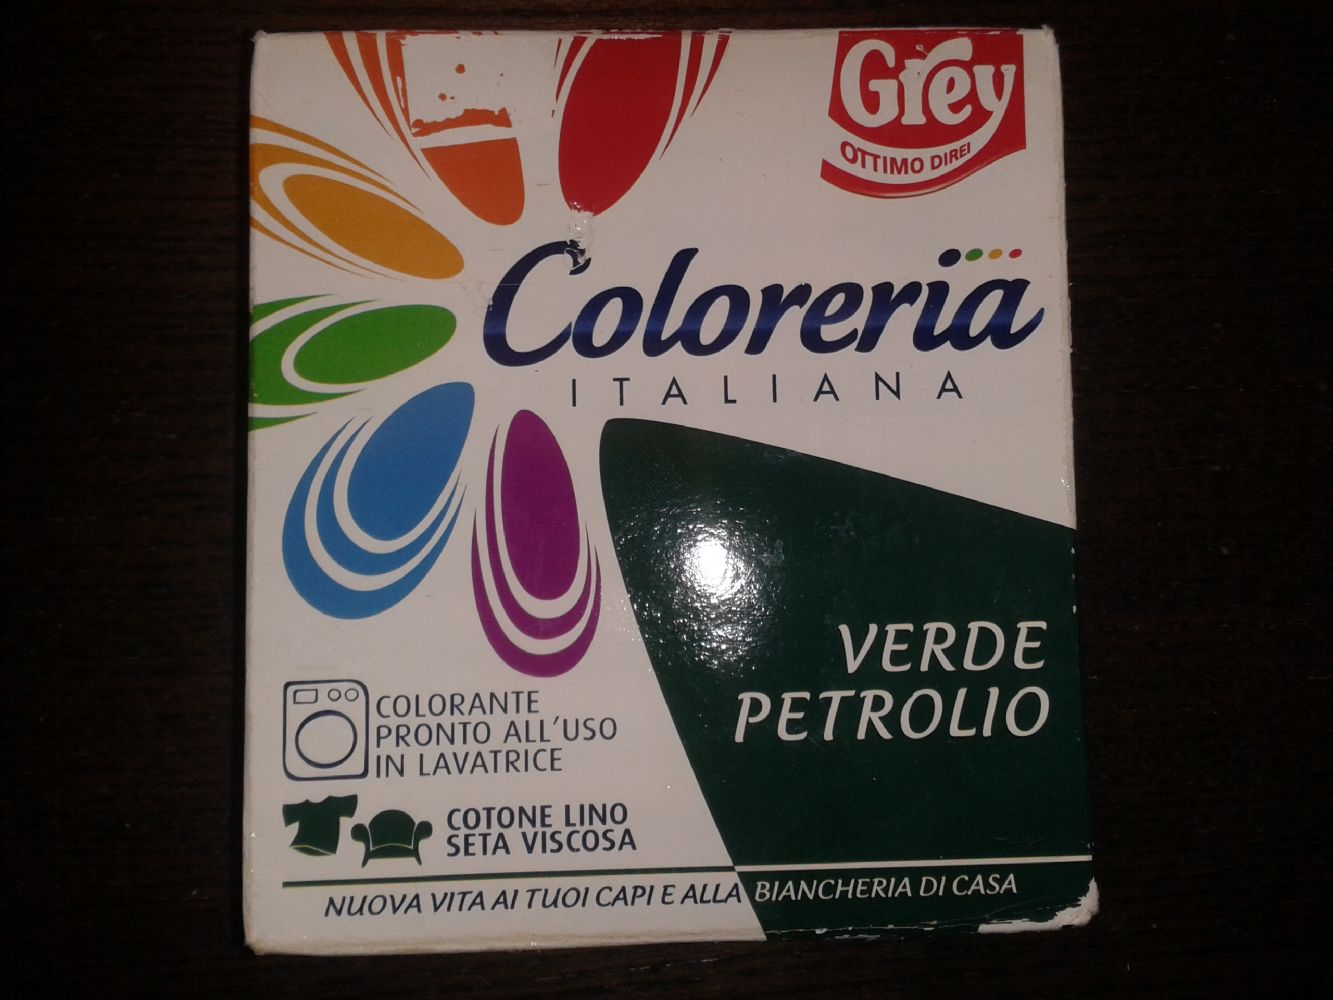 Grey
OTTIMO DIREI
Coloreria
ITALIANA
VERDE
PETROLIO
COLORANTE
PRONTO ALL'USO
IN LAVATRICE
COTONE LINO
SETA VISCOSA
NUOVA VITA AI TUOI CAPI E ALLA BIANCHERIA DI CASA